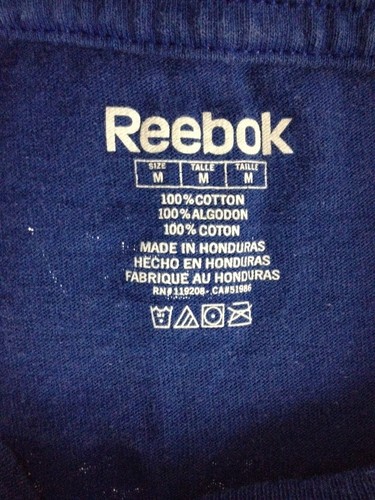 Reebok
SIZE TALLE TAILLE
M M M
100% COTTON
100% ALGODON
100% COTON
MADE IN HONDURAS
HECHO EN HONDURAS
FABRIQUE AU HONDURAS
RN# 119208- CA#51986